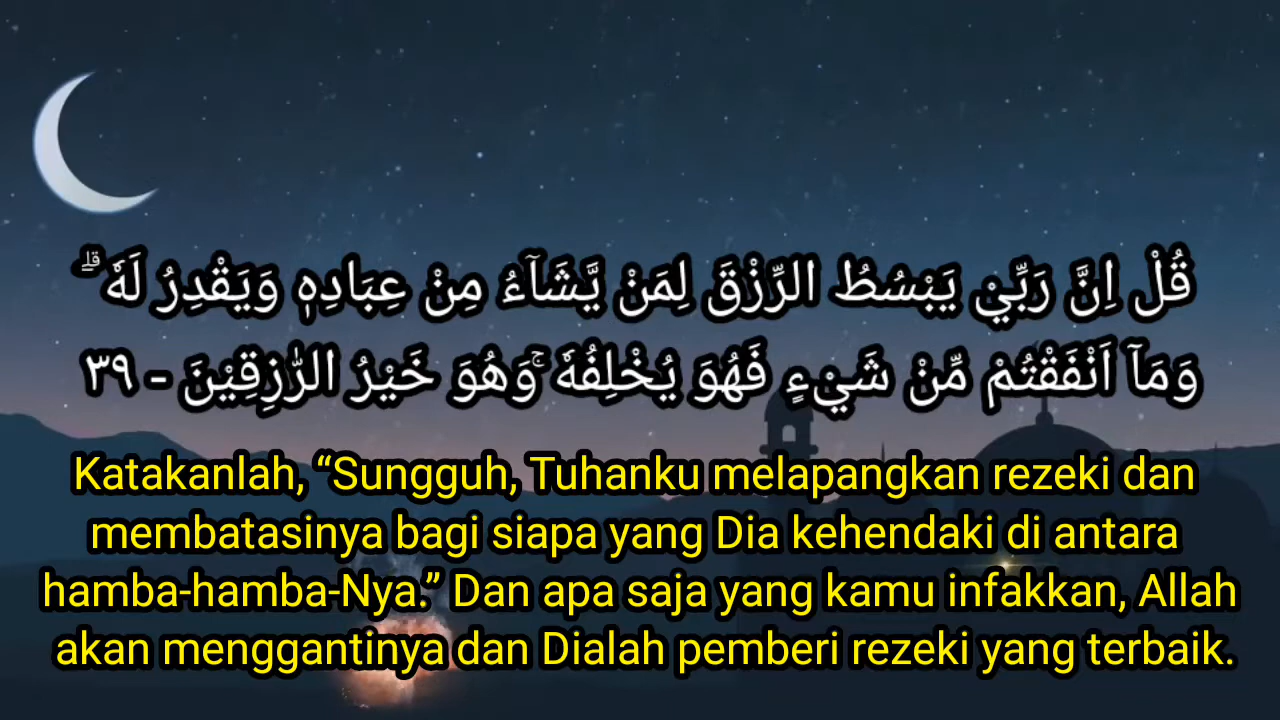 قُلْ اِنَّ رَبِّيْ يَبْسُطُ الرِّزْقَ لِمَنْ يَّشَاۤءُ مِنْ عِبَادِهٖ وَيَقْدِرُ لَهٗ ۗ
وَمَآ اَنْفَقْتُمْ مِّنْ شَيْءٍ فَهُوَ يُخْلِفُهٗ ۚوَهُوَ خَيْرُ الرّٰزِقِيْنَ - ٣٩
Katakanlah, “Sungguh, Tuhanku melapangkan rezeki dan
membatasinya bagi siapa yang Dia kehendaki di antara
hamba-hamba-Nya.” Dan apa saja yang kamu infakkan, Allah
akan menggantinya dan Dialah pemberi rezeki yang terbaik.